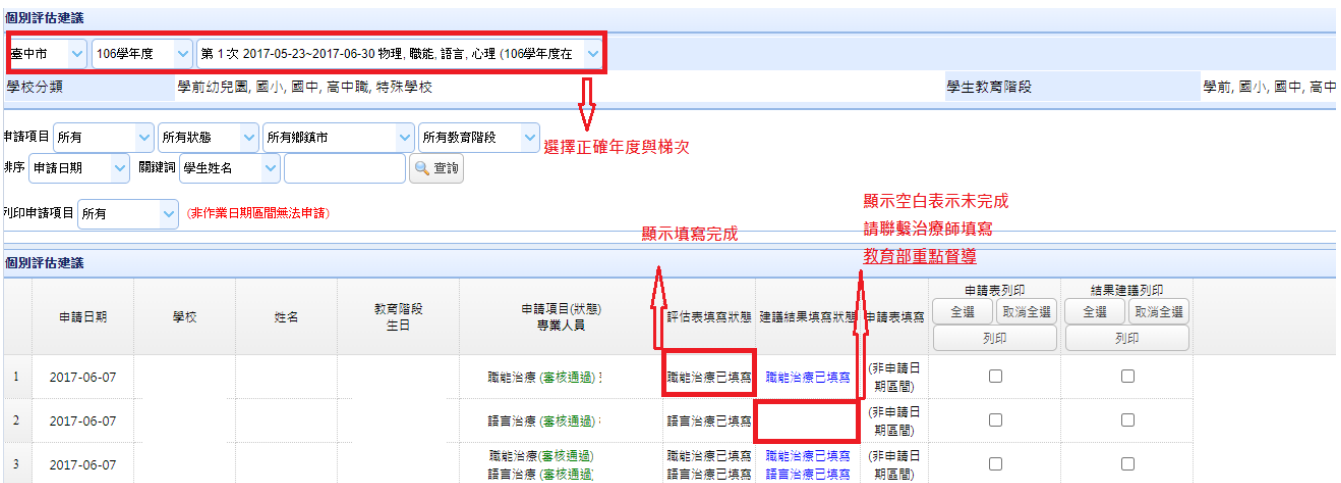 個別評估建議
臺中市 106學年度 第 1 次 2017-05-23~2017-06-30 物理, 職能, 語言, 心理 (106學年度在
學校分類 學前幼兒園, 國小, 國中, 高中職, 特殊學校 學生教育階段 學前, 國小, 國中, 高中
申請項目 所有 所有狀態 所有鄉鎮市 所有教育階段
選擇正確年度與梯次
排序 申請日期 關鍵詞 學生姓名 查詢
列印申請項目 所有 (非作業日期區間無法申請)
顯示空白表示未完成
請聯繫治療師填寫
教育部重點督導
顯示填寫完成
個別評估建議
申請日期 學校 姓名 教育階段 生日 申請項目(狀態) 專業人員 評估表填寫狀態 建議結果填寫狀態 申請表填寫 申請表列印 結果建議列印
全選 取消全選 全選 取消全選
列印 列印
1 2017-06-07 職能治療 (審核通過) 職能治療已填寫 職能治療已填寫 (非申請日期區間)
2 2017-06-07 語言治療 (審核通過) 語言治療已填寫 (非申請日期區間)
3 2017-06-07 職能治療(審核通過) 職能治療已填寫 職能治療已填寫 (非申請日
語言治療 (審核通過) 語言治療已填寫 語言治療已填寫 期區間)